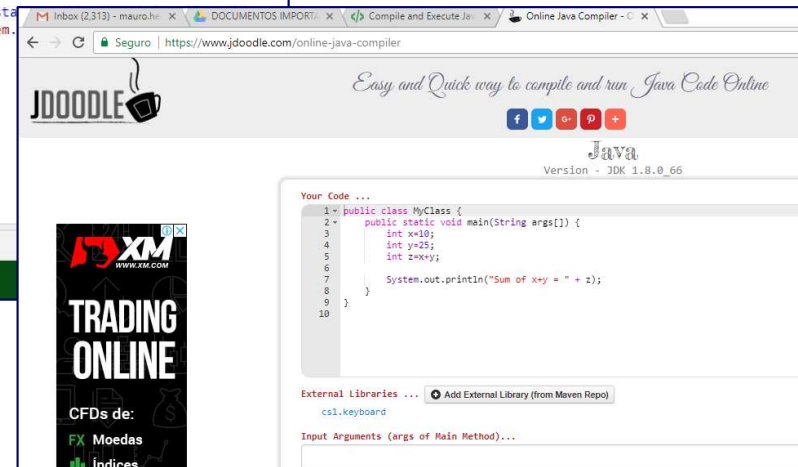 Inbox (2,313) - mauro.he
DOCUMENTOS IMPORTA
Compile and Execute Jav
Online Java Compiler - O
Seguro | https://www.jdoodle.com/online-java-compiler
JDOODLE
Easy and Quick way to compile and run Java Code Online
Java
Version - JDK 1.8.0_66
Your Code ...
1 public class MyClass {
2 public static void main(String args[]) {
3 int x=10;
4 int y=25;
5 int z=x+y;
6
7 System.out.println("Sum of x+y = " + z);
8 }
9 }
10
XM
WWW.XM.COM
TRADING
ONLINE
CFDs de:
FX Moedas
Índices
External Libraries ... Add External Library (from Maven Repo)
cs1.keyboard
Input Arguments (args of Main Method)...